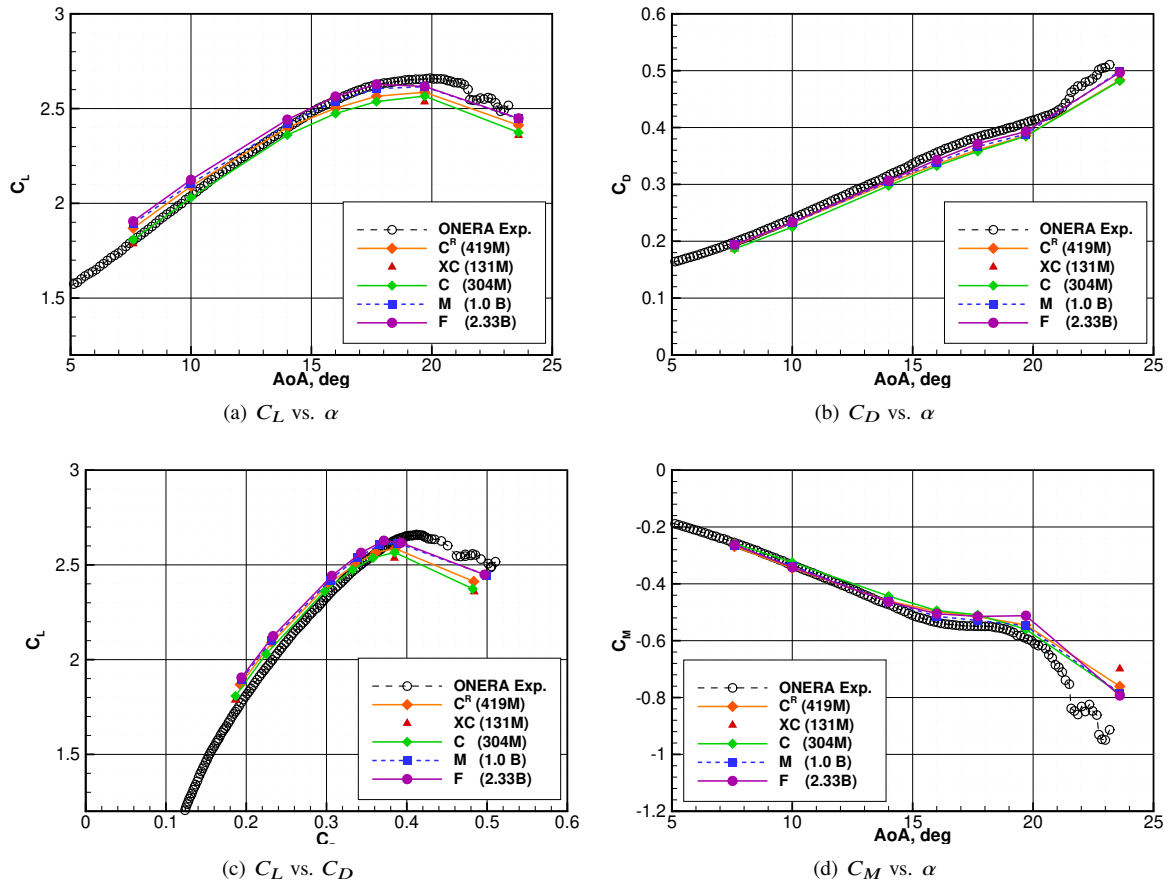 3
2.5
2
1.5
C_L
5 10 15 20 25
AoA, deg
ONERA Exp.
C^R (419M)
XC (131M)
C (304M)
M (1.0 B)
F (2.33B)
(a) C_L vs. α
0.6
0.5
0.4
0.3
0.2
0.1
0
C_D
5 10 15 20 25
AoA, deg
ONERA Exp.
C^R (419M)
XC (131M)
C (304M)
M (1.0 B)
F (2.33B)
(b) C_D vs. α
3
2.5
2
1.5
C_L
0 0.1 0.2 0.3 0.4 0.5 0.6
ONERA Exp.
C^R (419M)
XC (131M)
C (304M)
M (1.0 B)
F (2.33B)
(c) C_L vs. C_D
0
-0.2
-0.4
-0.6
-0.8
-1
-1.2
C_M
5 10 15 20 25
AoA, deg
ONERA Exp.
C^R (419M)
XC (131M)
C (304M)
M (1.0 B)
F (2.33B)
(d) C_M vs. α